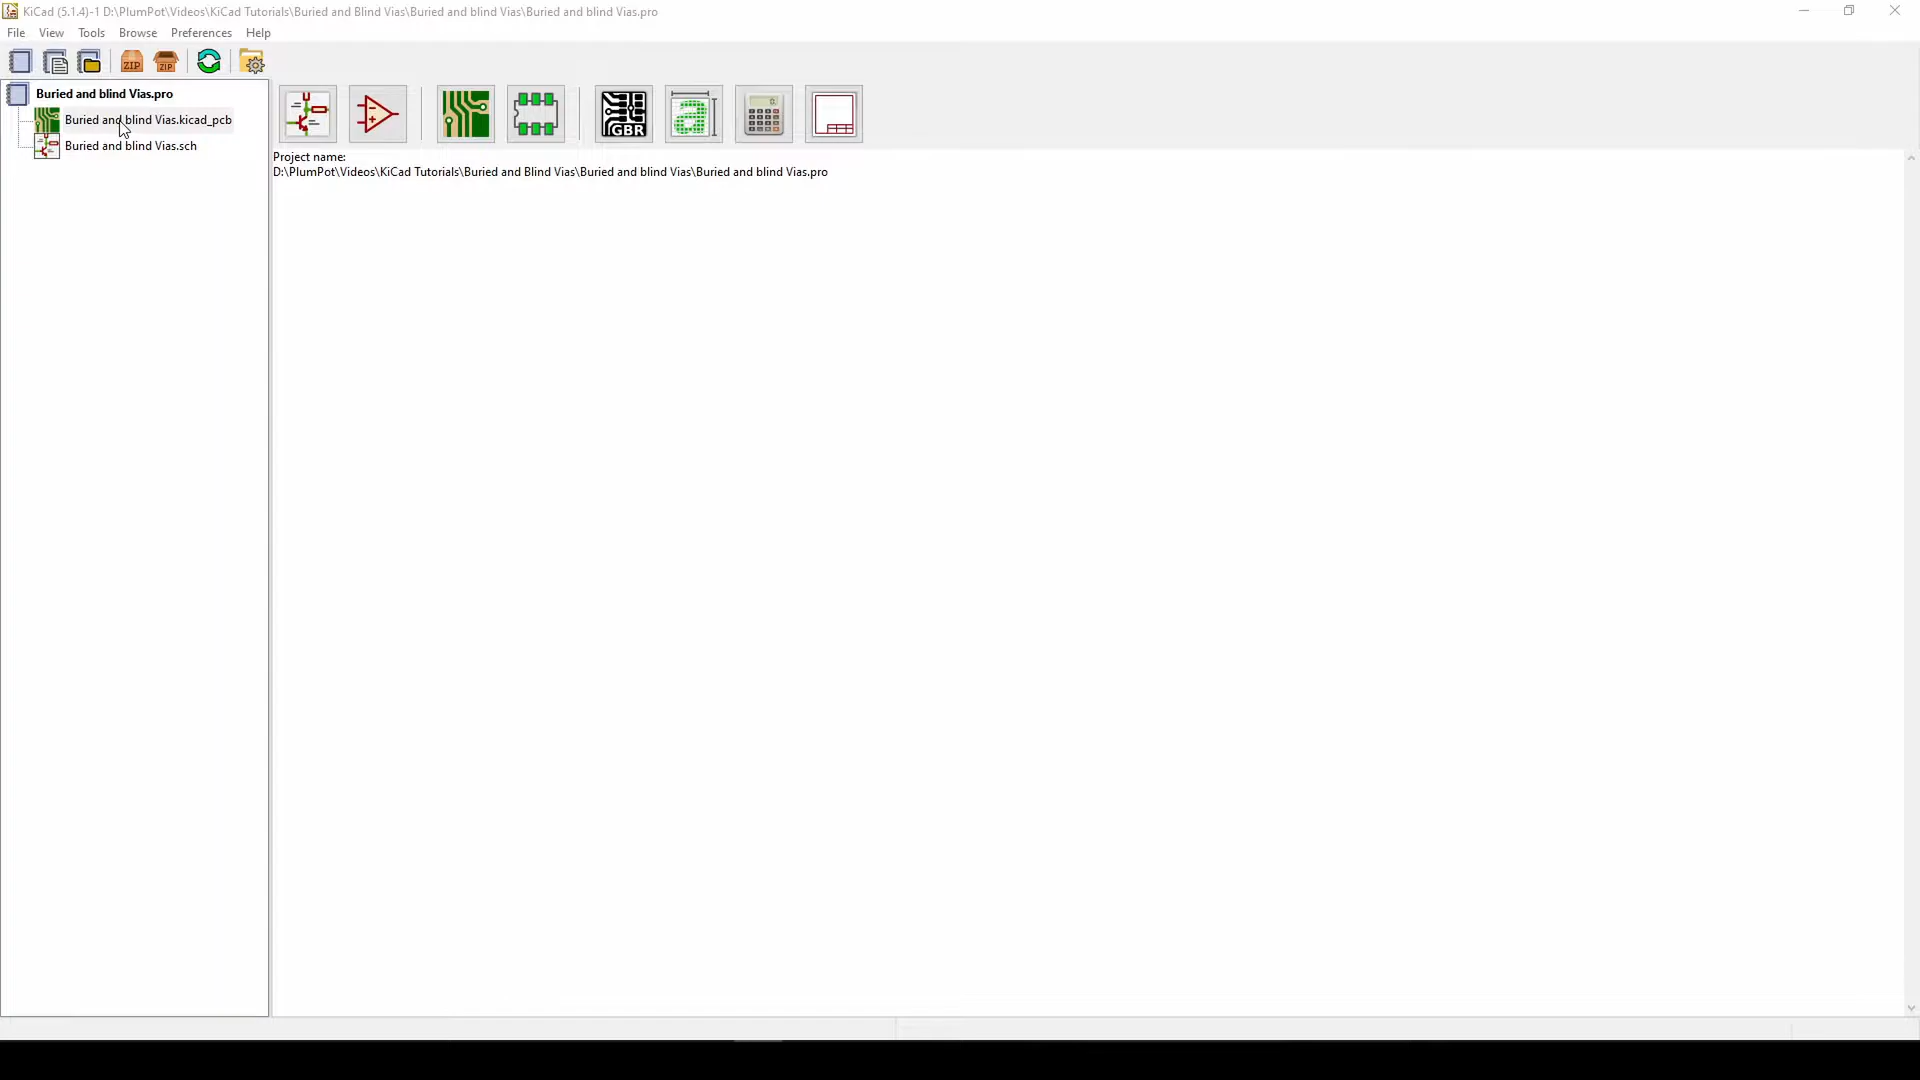 KiCad (5.1.4)-1 D:\PlumPot\Videos\KiCad Tutorials\Buried and Blind Vias\Buried and blind Vias\Buried and blind Vias.pro
File View Tools Browse Preferences Help
ZIP ZIP
Buried and blind Vias.pro
Buried and blind Vias.kicad_pcb
Buried and blind Vias.sch
GBR a 0.
Project name:
D:\PlumPot\Videos\KiCad Tutorials\Buried and Blind Vias\Buried and blind Vias\Buried and blind Vias.pro